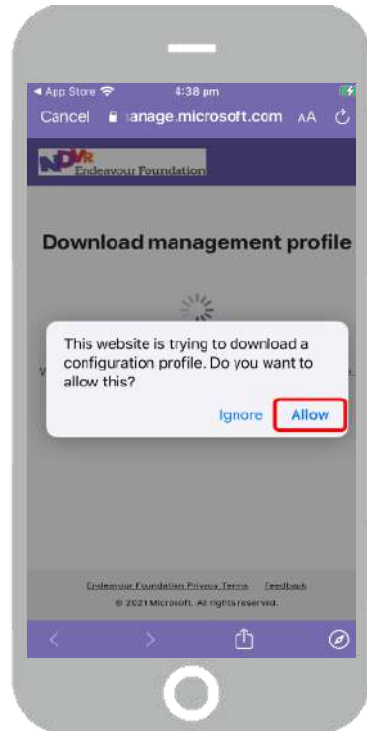 App Store 4:38 pm
Cancel anage.microsoft.com AA
NDVR
Endeavour Foundation
Download management profile
This website is trying to download a
configuration profile. Do you want to
allow this?
Ignore Allow
Endeavour Foundation Privacy Terms Feedback
© 2021 Microsoft. All rights reserved.